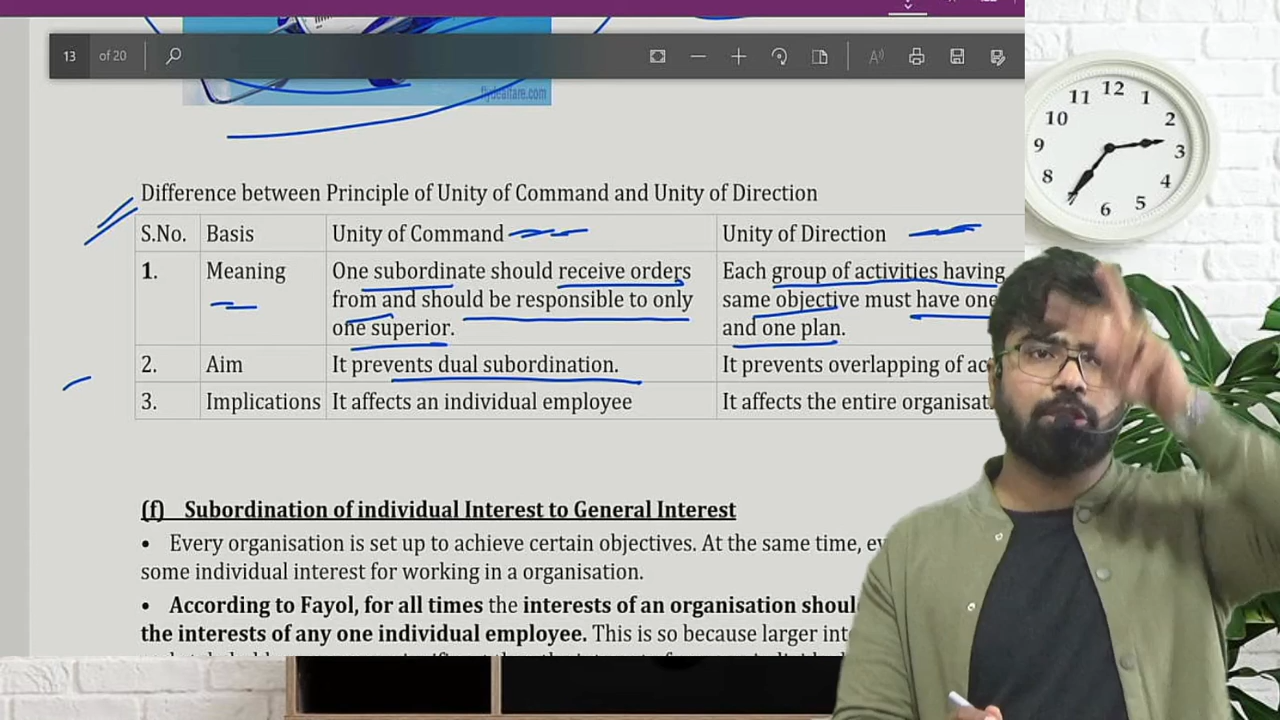 13 of 20
flydealfare.com
Difference between Principle of Unity of Command and Unity of Direction
S.No. Basis Unity of Command Unity of Direction
1. Meaning One subordinate should receive orders from and should be responsible to only one superior. Each group of activities having same objective must have one and one plan.
2. Aim It prevents dual subordination. It prevents overlapping of
3. Implications It affects an individual employee It affects the entire
(f) Subordination of individual Interest to General Interest
• Every organisation is set up to achieve certain objectives. At the same time,
some individual interest for working in a organisation.
• According to Fayol, for all times the interests of an organisation
the interests of any one individual employee. This is so because larger
12
1
2
3
4
5
6
8
9
10
11